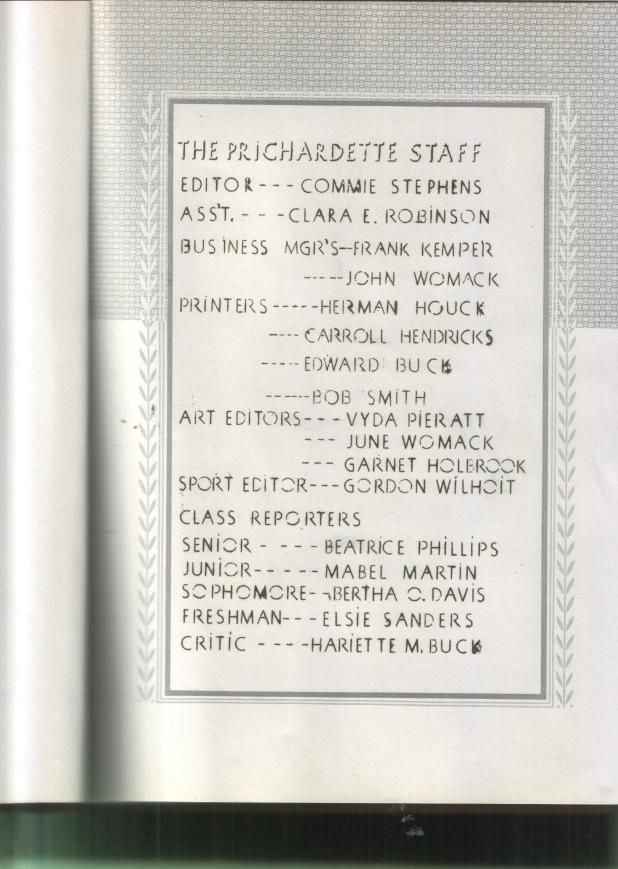 THE PRICHARDETTE STAFF
EDITOR - - - COMMIE STEPHENS
ASS'T. - - - CLARA E. ROBINSON
BUSINESS MGR'S--FRANK KEMPER
-----JOHN WOMACK
PRINTERS -----HERMAN HOUCK
---- CARROLL HENDRICKS
-----EDWARD BUCK
------BOB SMITH
ART EDITORS--- VYDA PIERATT
--- JUNE WOMACK
--- GARNET HOLBROOK
SPORT EDITOR---GORDON WILHOIT
CLASS REPORTERS
SENIOR - - - - BEATRICE PHILLIPS
JUNIOR- - - - - MABEL MARTIN
SOPHOMORE- -BERTHA C. DAVIS
FRESHMAN- - - ELSIE SANDERS
CRITIC - - - -HARIETTE M. BUCK